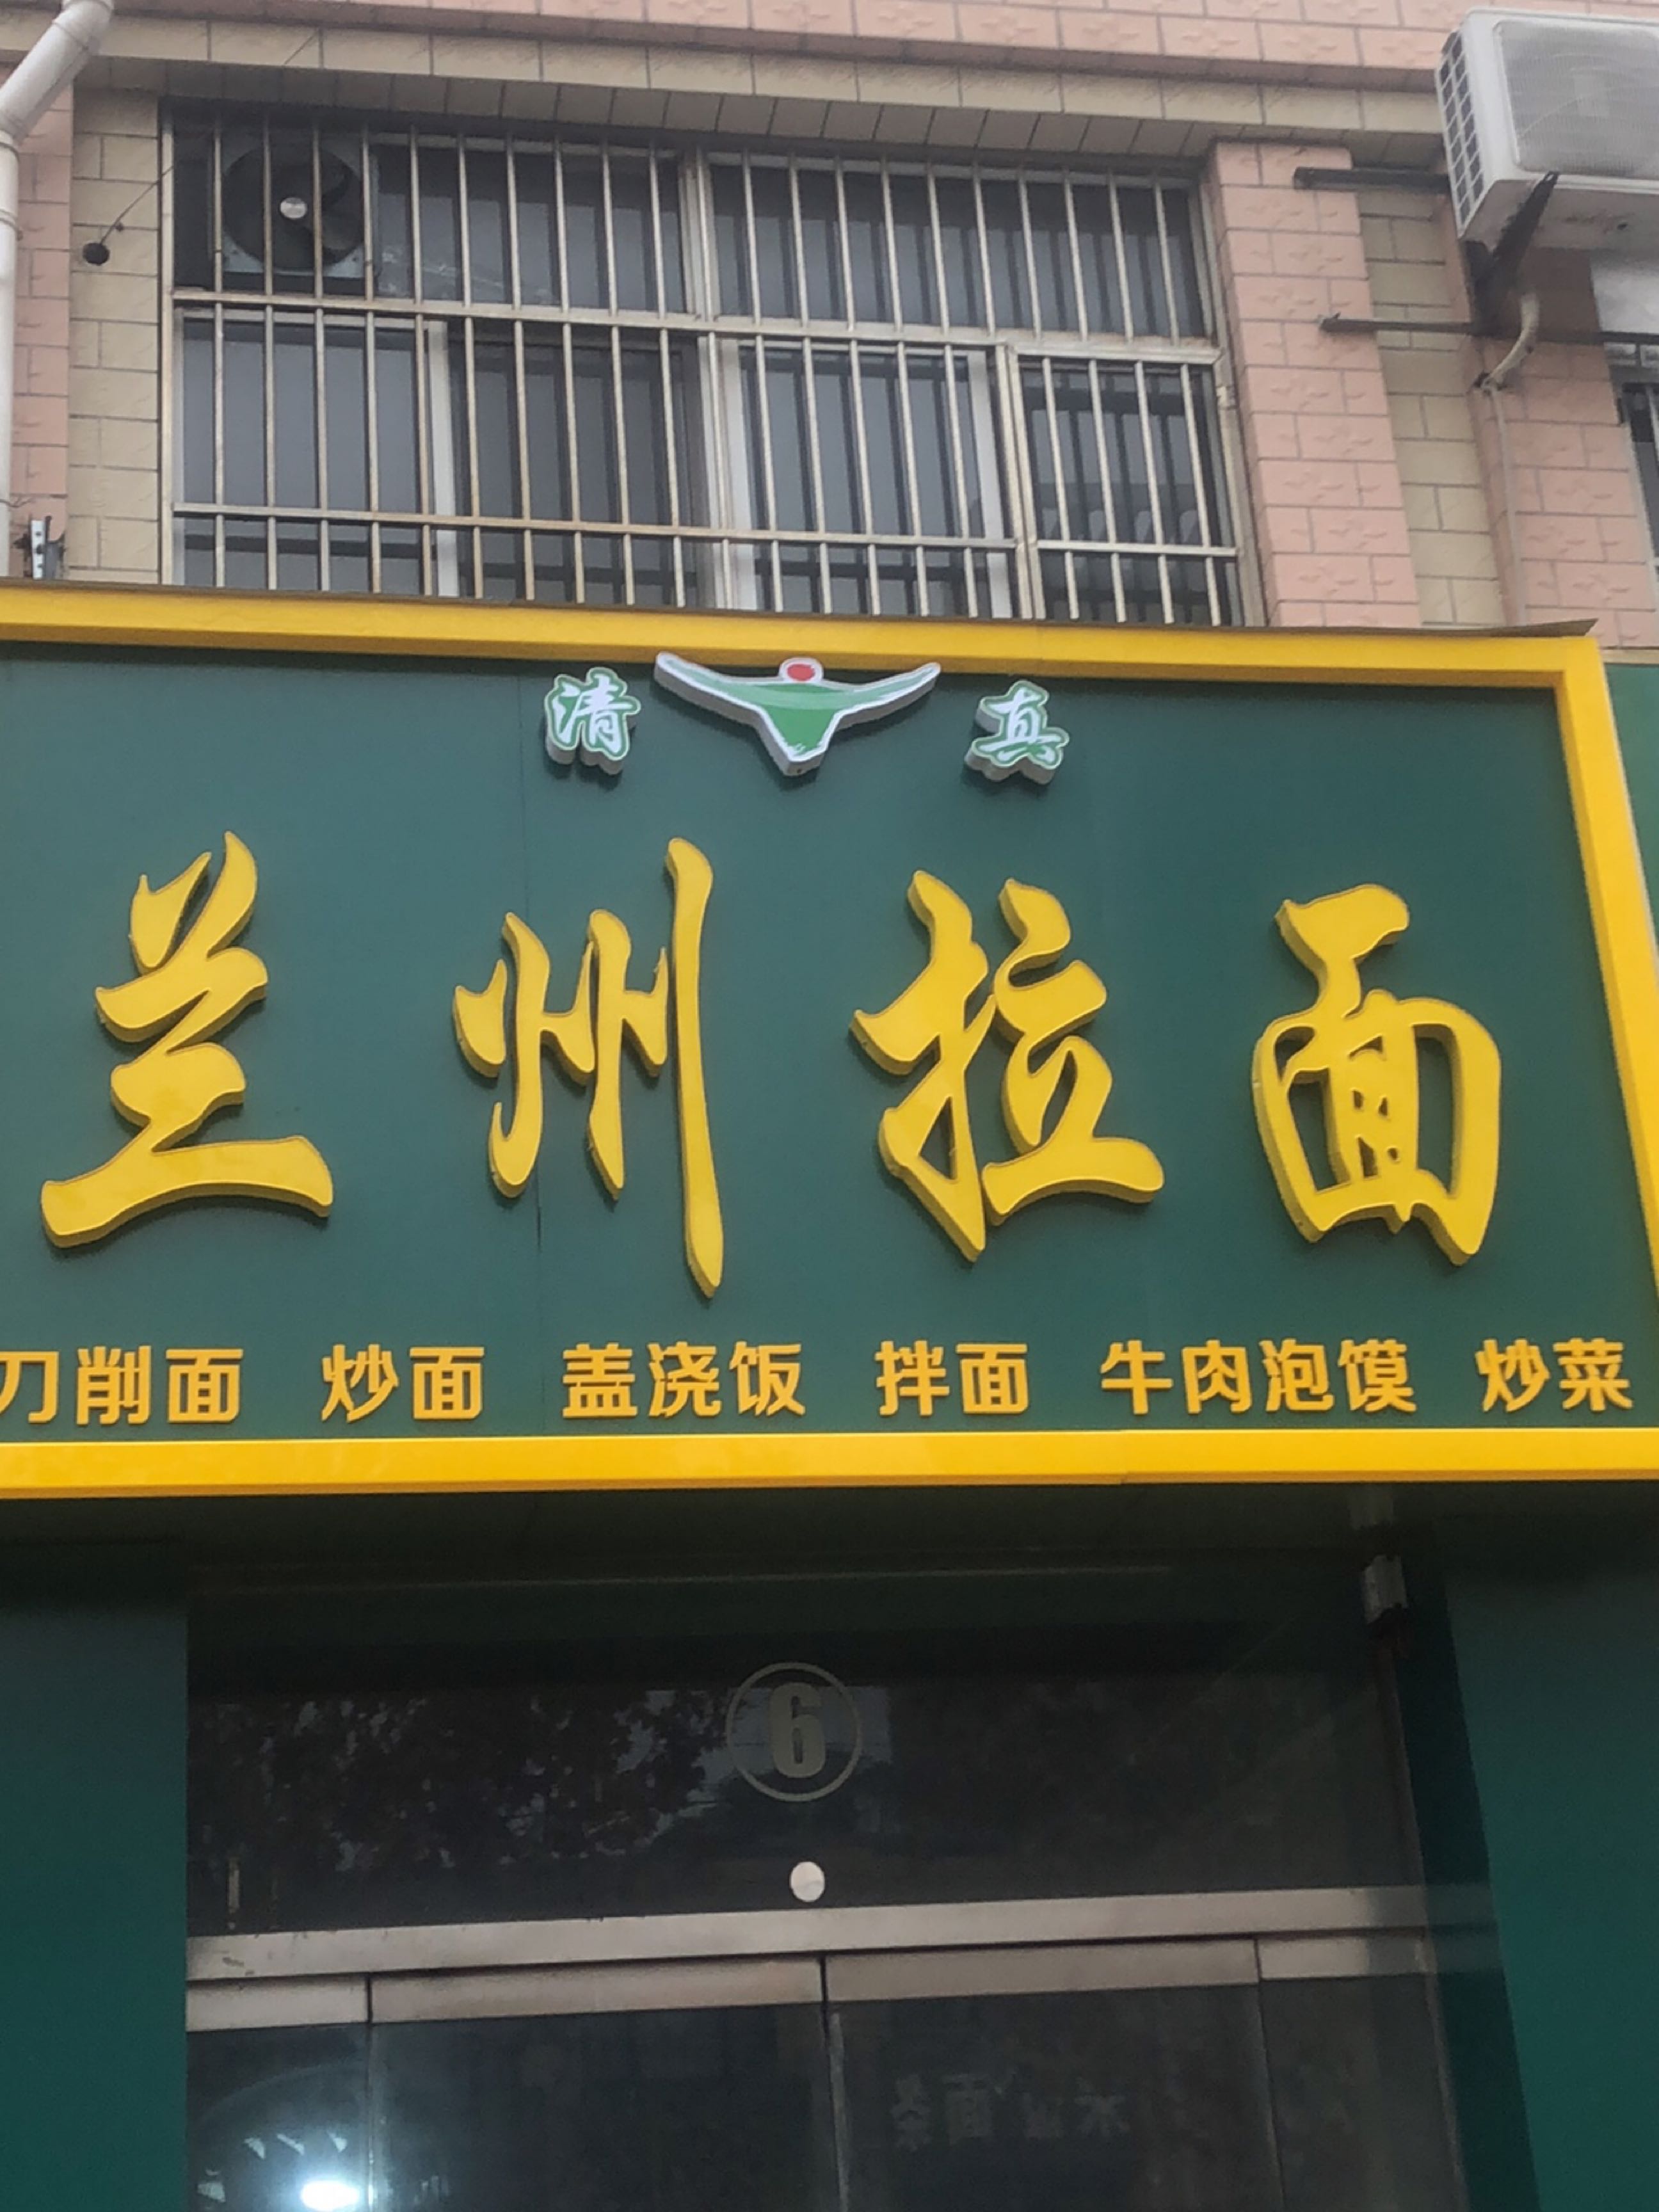 清 真
兰州拉面
刀削面 炒面 盖浇饭 拌面 牛肉泡馍 炒菜
6